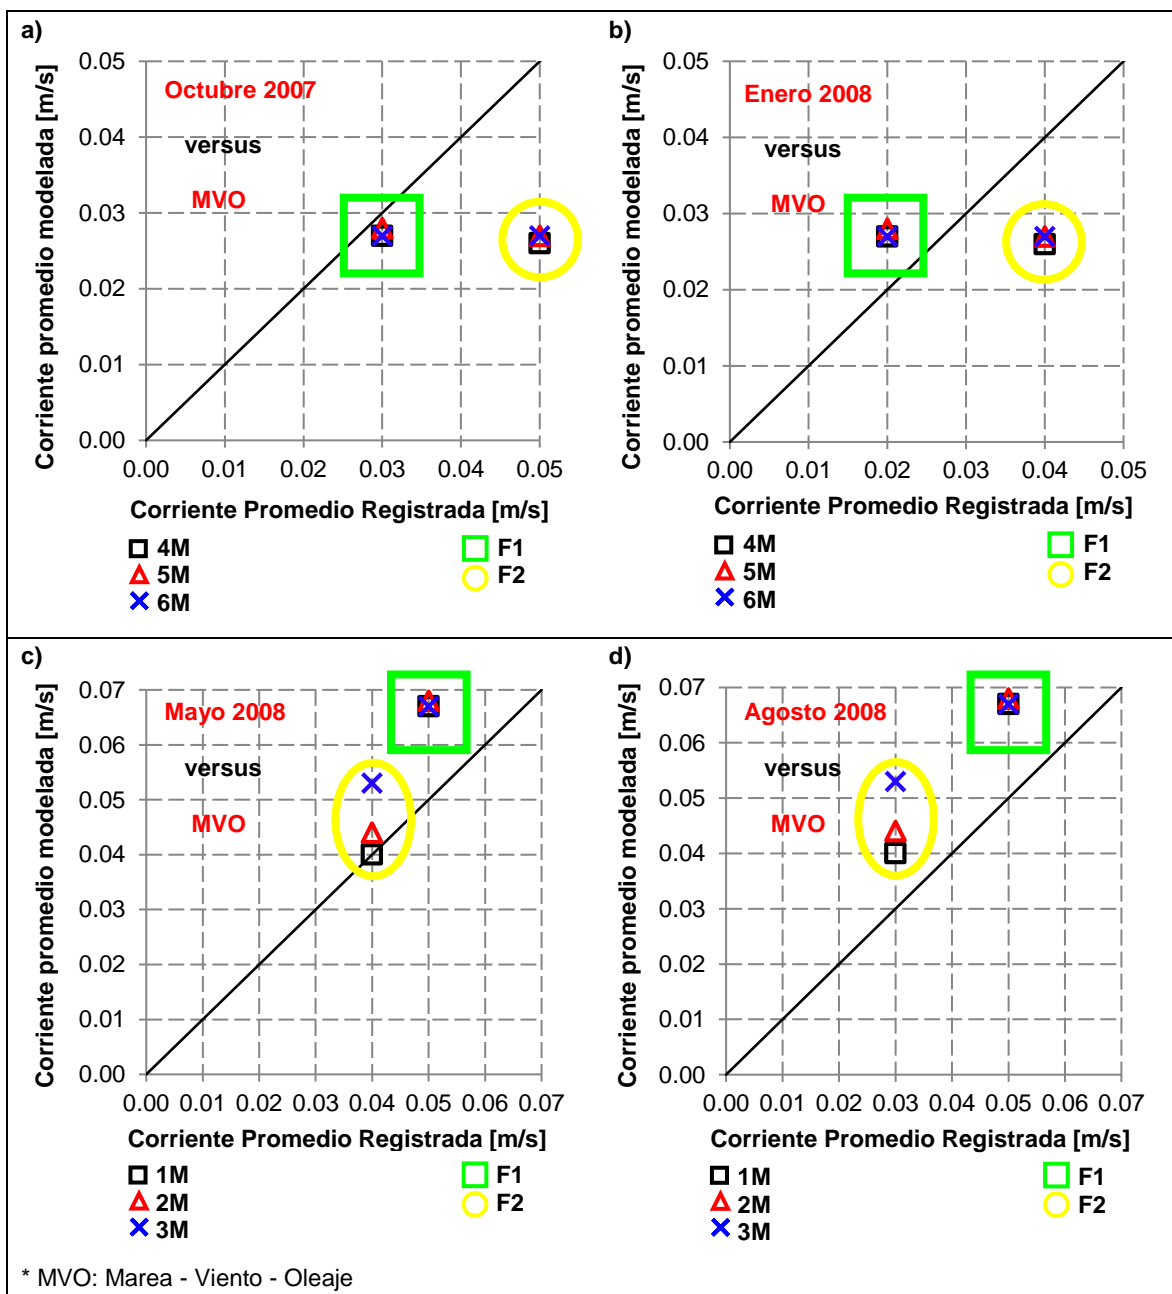 a)
Corriente promedio modelada [m/s]
0.05
0.04
0.03
0.02
0.01
0.00
Octubre 2007
versus
MVO
0.00 0.01 0.02 0.03 0.04 0.05
Corriente Promedio Registrada [m/s]
4M
5M
6M
F1
F2
b)
Corriente promedio modelada [m/s]
0.05
0.04
0.03
0.02
0.01
0.00
Enero 2008
versus
MVO
0.00 0.01 0.02 0.03 0.04 0.05
Corriente Promedio Registrada [m/s]
4M
5M
6M
F1
F2
c)
Corriente promedio modelada [m/s]
0.07
0.06
0.05
0.04
0.03
0.02
0.01
0.00
Mayo 2008
versus
MVO
0.00 0.01 0.02 0.03 0.04 0.05 0.06 0.07
Corriente Promedio Registrada [m/s]
1M
2M
3M
F1
F2
d)
Corriente promedio modelada [m/s]
0.07
0.06
0.05
0.04
0.03
0.02
0.01
0.00
Agosto 2008
versus
MVO
0.00 0.01 0.02 0.03 0.04 0.05 0.06 0.07
Corriente Promedio Registrada [m/s]
1M
2M
3M
F1
F2
* MVO: Marea - Viento - Oleaje